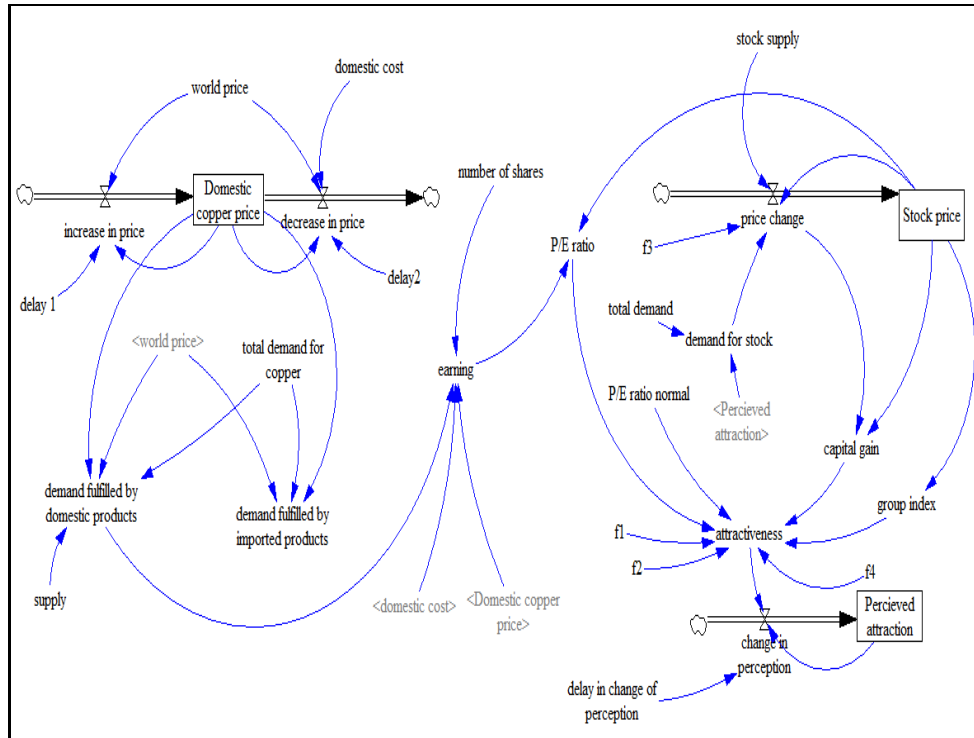 stock supply
domestic cost
world price
number of shares
Domestic
copper price
Stock price
increase in price
decrease in price
price change
P/E ratio
f3
delay 1
delay2
total demand
<world price>
total demand for
copper
demand for stock
earning
P/E ratio normal
<Percieved
attraction>
capital gain
demand fulfilled by
domestic products
demand fulfilled by
imported products
group index
f1
attractiveness
f2
f4
supply
<domestic cost>
<Domestic copper
price>
Percieved
attraction
change in
perception
delay in change of
perception